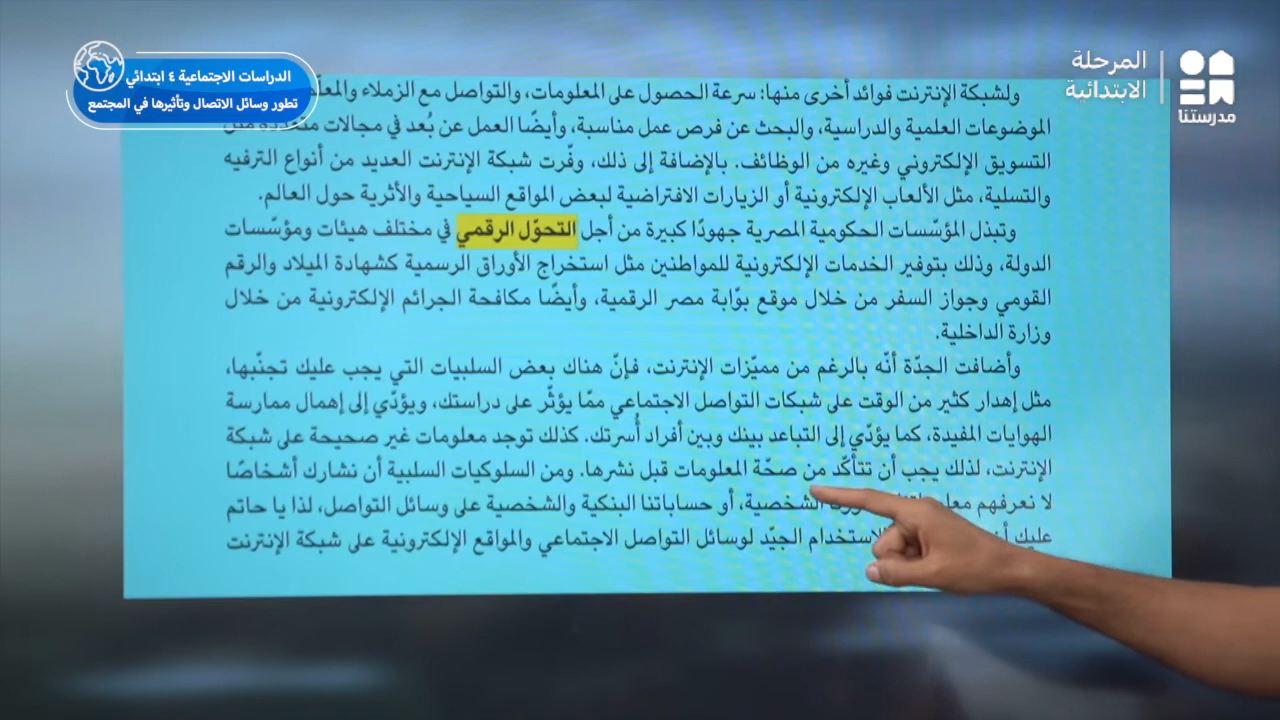 الدراسات الاجتماعية ٤ ابتدائي
تطور وسائل الاتصال وتأثيرها في المجتمع
المرحلة
الابتدائية
مدرستنا
ولشبكة الإنترنت فوائد أخرى منها: سرعة الحصول على المعلومات، والتواصل مع الزملاء
الموضوعات العلمية والدراسية، والبحث عن فرص عمل مناسبة، وأيضًا العمل عن بُعد في مجالات متعددة مثل
التسويق الإلكتروني وغيره من الوظائف. بالإضافة إلى ذلك، وفّرت شبكة الإنترنت العديد من أنواع الترفيه
والتسلية، مثل الألعاب الإلكترونية أو الزيارات الافتراضية لبعض المواقع السياحية والأثرية حول العالم.
وتبذل المؤسّسات الحكومية المصرية جهودًا كبيرة من أجل التحوّل الرقمي في مختلف هيئات ومؤسّسات
الدولة، وذلك بتوفير الخدمات الإلكترونية للمواطنين مثل استخراج الأوراق الرسمية كشهادة الميلاد والرقم
القومي وجواز السفر من خلال موقع بوّابة مصر الرقمية، وأيضًا مكافحة الجرائم الإلكترونية من خلال
وزارة الداخلية.
وأضافت الجدّة أنّه بالرغم من مميّزات الإنترنت، فإنّ هناك بعض السلبيات التي يجب عليك تجنّبها،
مثل إهدار كثير من الوقت على شبكات التواصل الاجتماعي ممّا يؤثّر على دراستك، ويؤدّي إلى إهمال ممارسة
الهوايات المفيدة، كما يؤدّي إلى التباعد بينك وبين أفراد أُسرتك. كذلك توجد معلومات غير صحيحة على شبكة
الإنترنت، لذلك يجب أن تتأكّد من صحّة المعلومات قبل نشرها. ومن السلوكيات السلبية أن نشارك أشخاصًا
لا نعرفهم الشخصية، أو حساباتنا البنكية والشخصية على وسائل التواصل، لذا يا حاتم
عليك الاستخدام الجيّد لوسائل التواصل الاجتماعي والمواقع الإلكترونية على شبكة الإنترنت